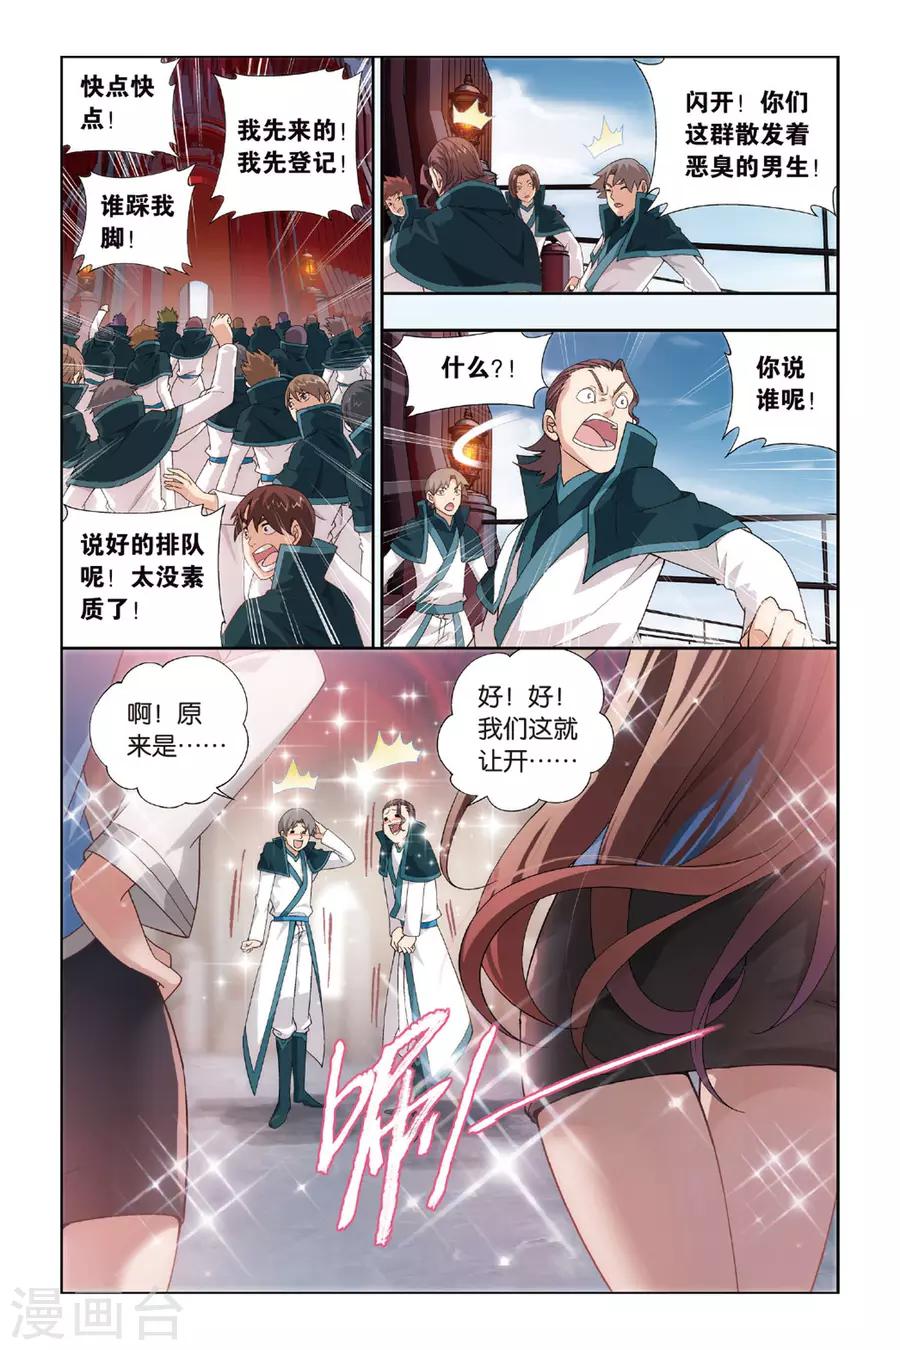 快点快
点！
我先来的！
我先登记！
谁踩我
脚！
说好的排队
呢！太没素
质了！
闪开！你们
这群散发着
恶臭的男生！
什么？！
你说
谁呢！
啊！原
来是……
好！好！
我们这就
让开……
唰
漫画台